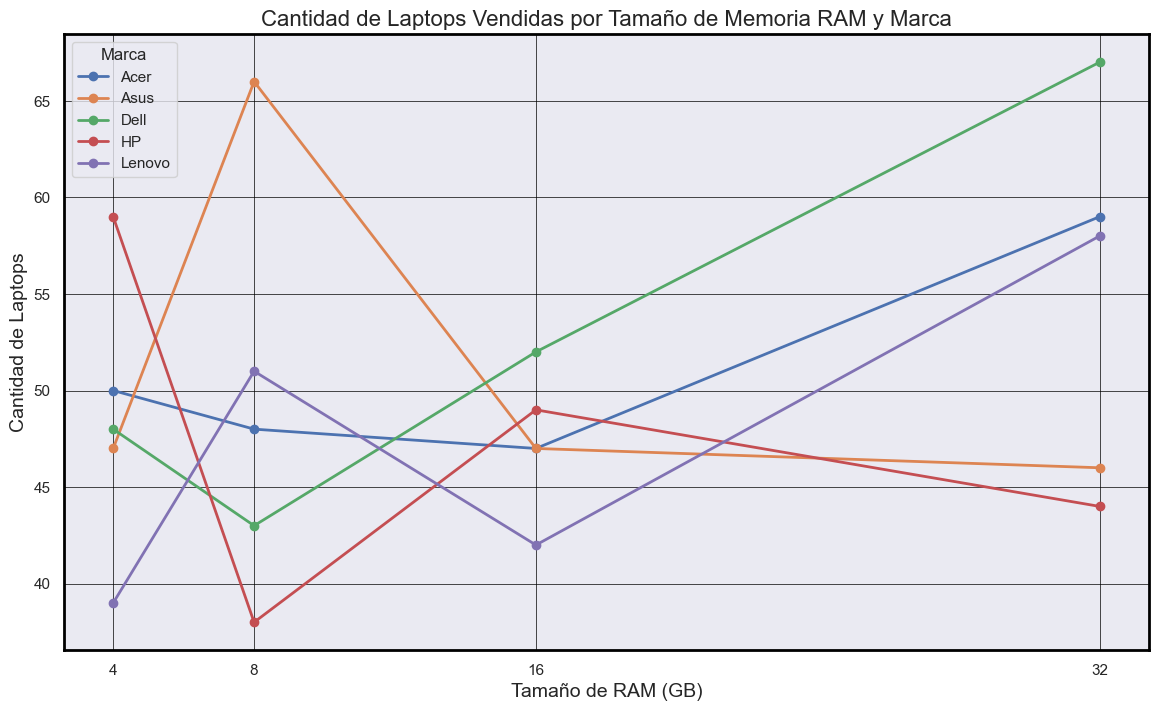 Cantidad de Laptops Vendidas por Tamaño de Memoria RAM y Marca
Marca
Acer
Asus
Dell
HP
Lenovo
Cantidad de Laptops
65
60
55
50
45
40
4 8 16 32
Tamaño de RAM (GB)